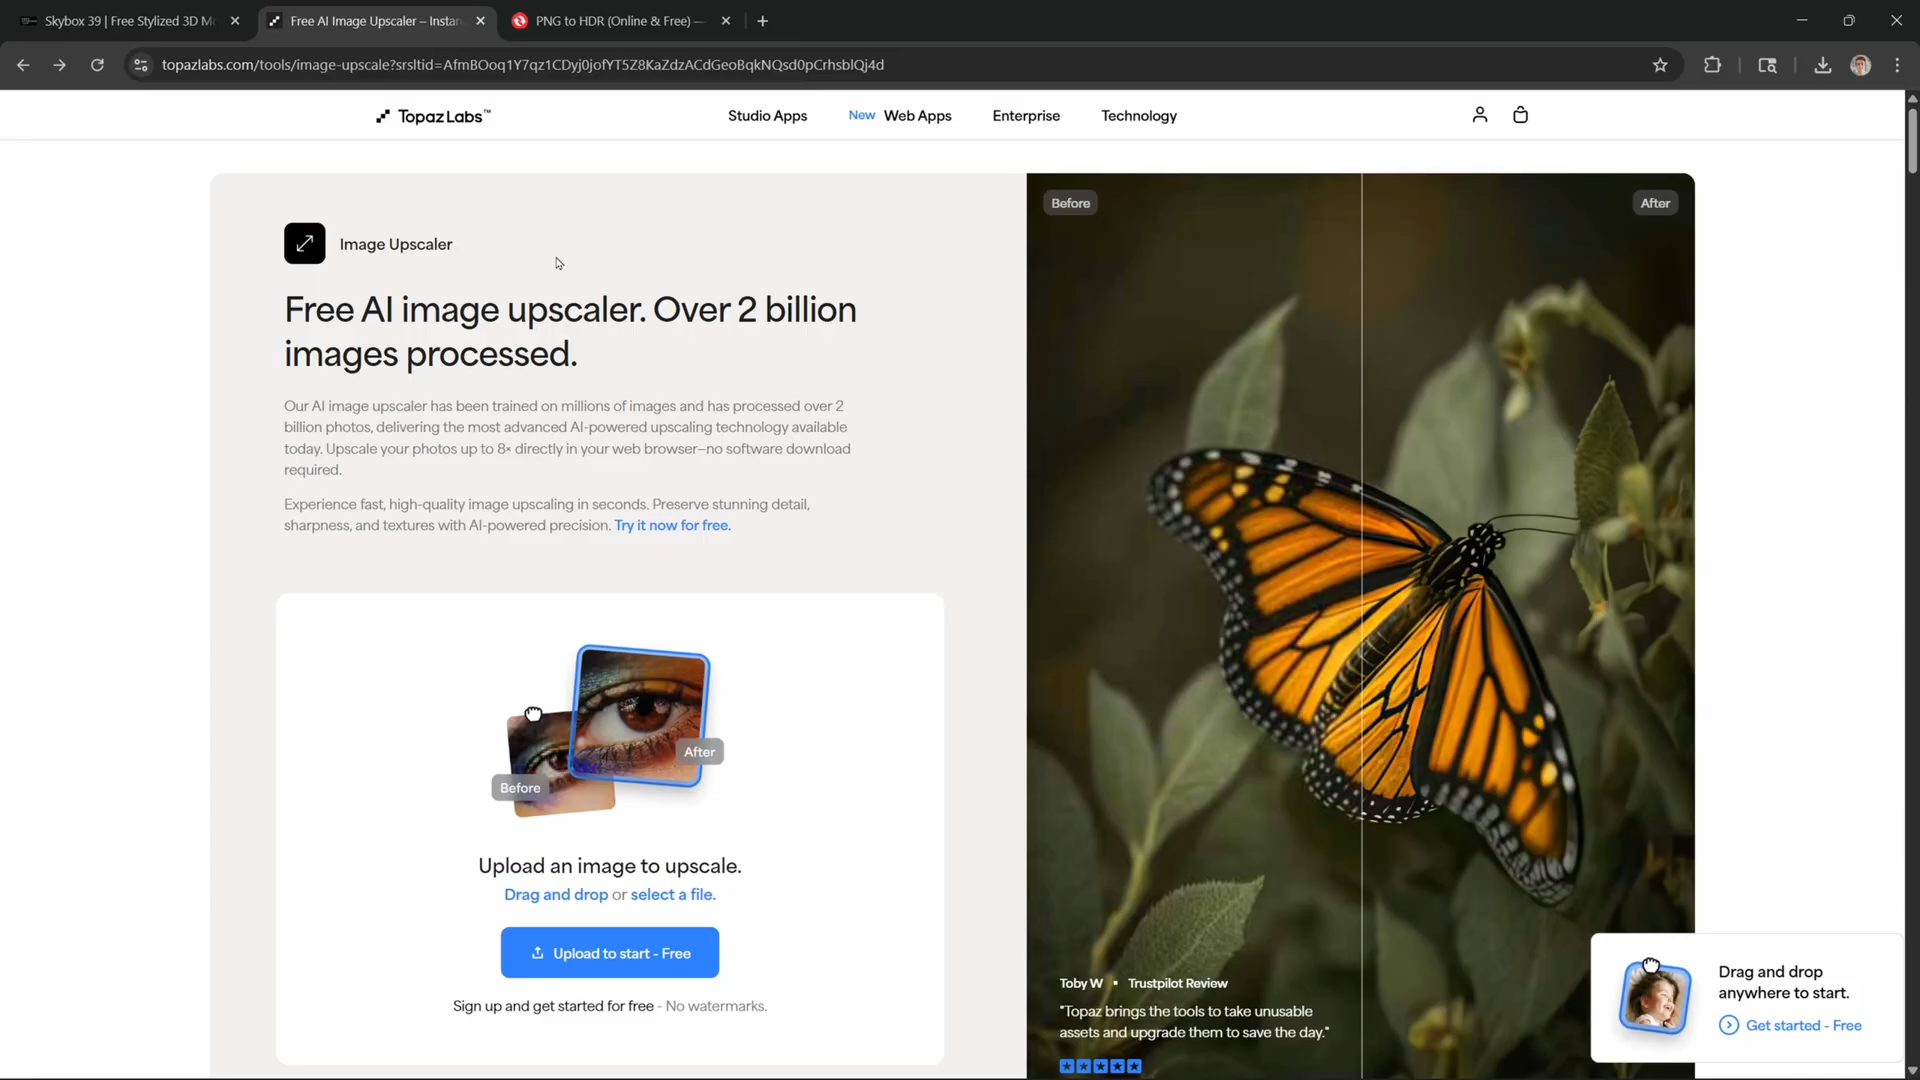 Skybox 39 | Free Stylized 3D Mo
Free AI Image Upscaler – Instan
PNG to HDR (Online & Free) —
topazlabs.com/tools/image-upscale?srsltid=AfmBOoq1Y7qz1CDyj0jofYT5Z8KaZdzACdGeoBqkNQsd0pCrhsblQj4d
Topaz Labs™
Studio Apps
New Web Apps
Enterprise
Technology
Image Upscaler
Free AI image upscaler. Over 2 billion
images processed.
Our AI image upscaler has been trained on millions of images and has processed over 2
billion photos, delivering the most advanced AI-powered upscaling technology available
today. Upscale your photos up to 8× directly in your web browser–no software download
required.
Experience fast, high-quality image upscaling in seconds. Preserve stunning detail,
sharpness, and textures with AI-powered precision. Try it now for free.
Before
After
Upload an image to upscale.
Drag and drop or select a file.
Upload to start - Free
Sign up and get started for free - No watermarks.
Before
After
Toby W ▪ Trustpilot Review
"Topaz brings the tools to take unusable
assets and upgrade them to save the day."
Drag and drop
anywhere to start.
Get started - Free